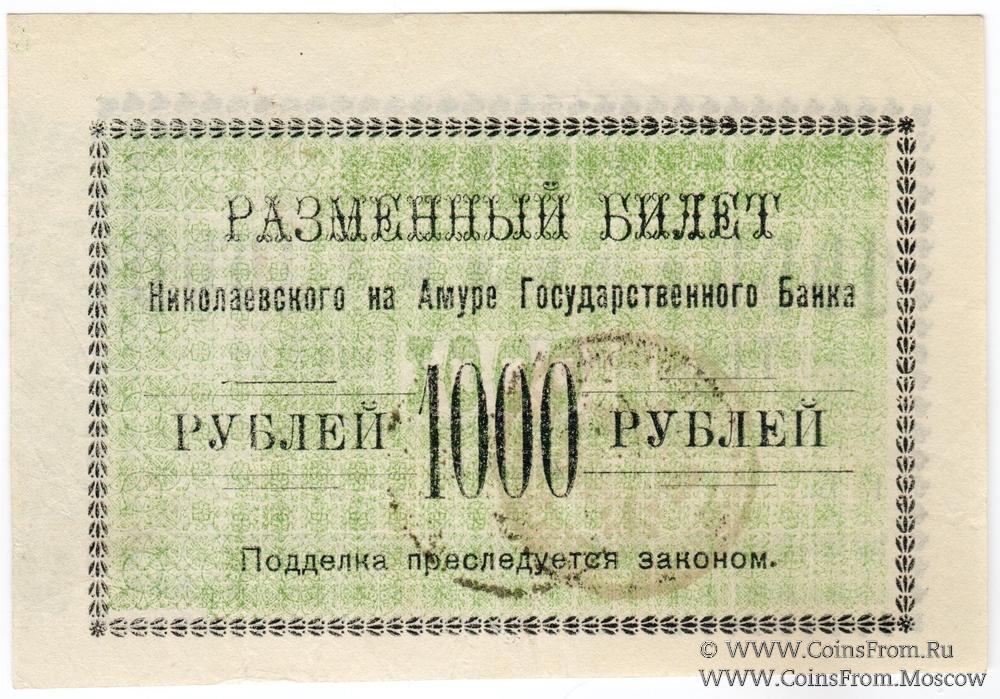 РАЗМЕННЫЙ БИЛЕТ
Николаевского на Амуре Государственного Банка
РУБЛЕЙ 1000 РУБЛЕЙ
Подделка преследуется законом.
© WWW.CoinsFrom.Ru
WWW.CoinsFrom.Moscow